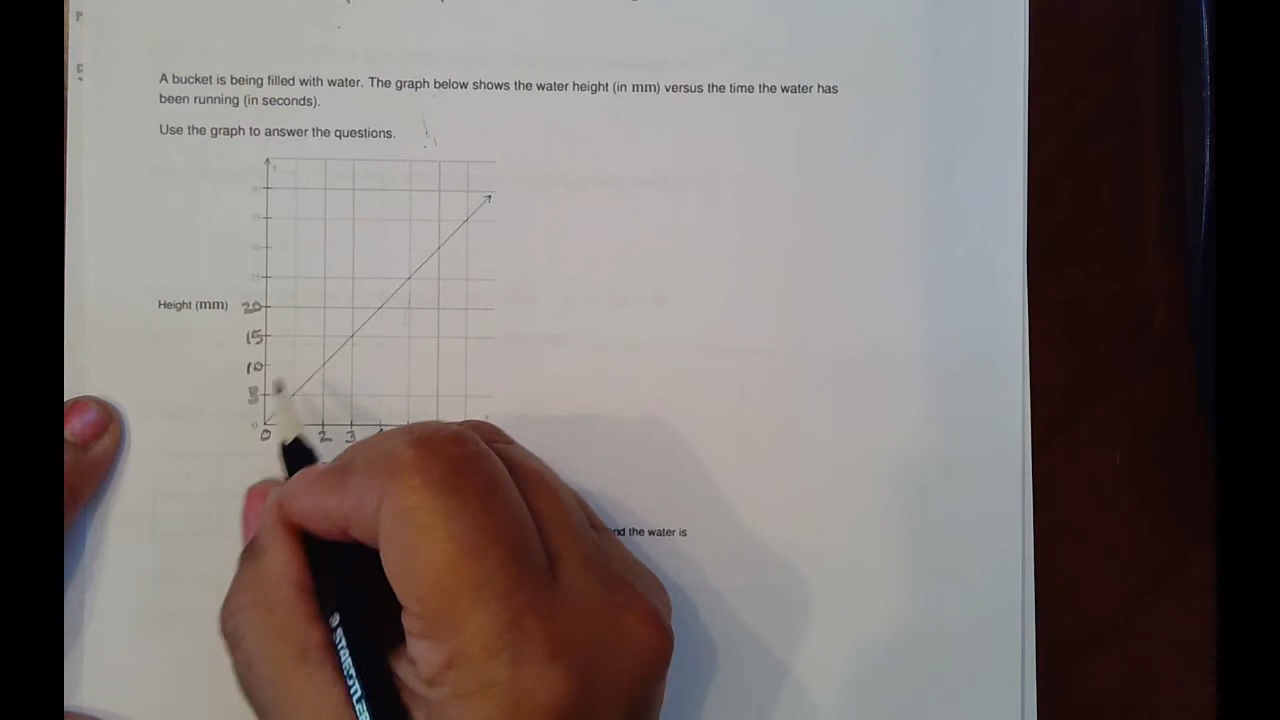 A bucket is being filled with water. The graph below shows the water height (in mm) versus the time the water has
been running (in seconds).
Use the graph to answer the questions.
Height (mm)
20
15
10
5
0
0 2 3
the water is
STAEDTLER